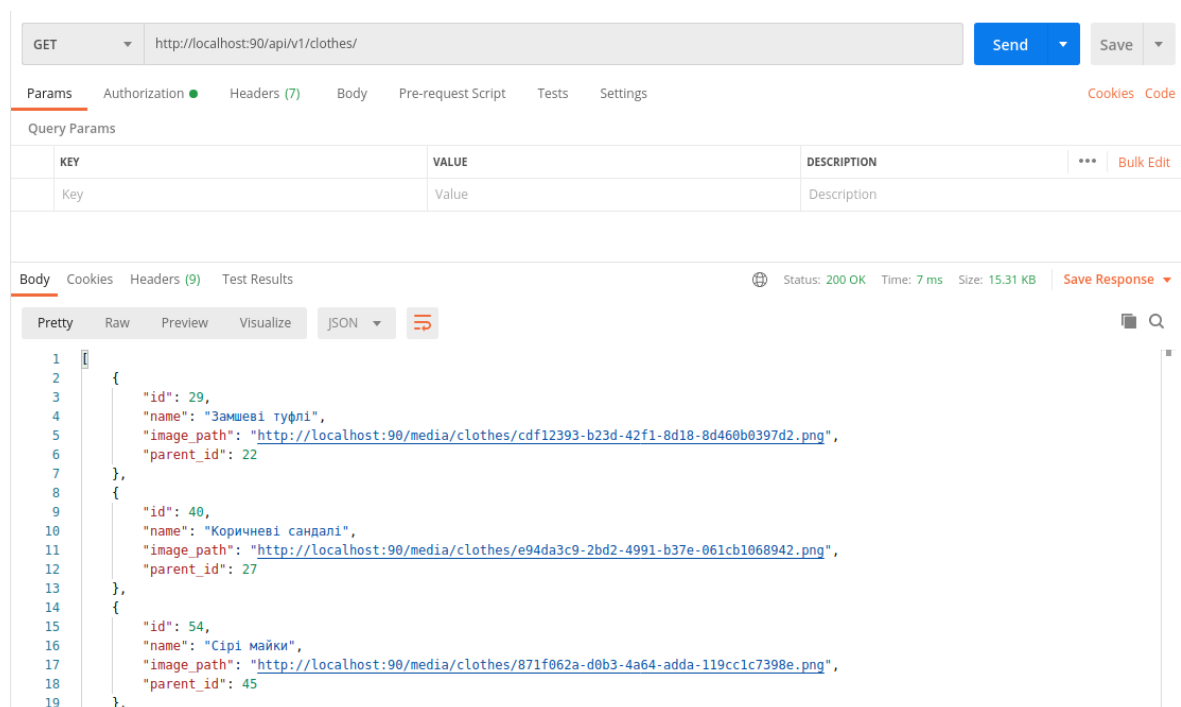 GET http://localhost:90/api/v1/clothes/ Send Save
Params Authorization Headers (7) Body Pre-request Script Tests Settings Cookies Code
Query Params
KEY VALUE DESCRIPTION ••• Bulk Edit
Key Value Description
Body Cookies Headers (9) Test Results Status: 200 OK Time: 7 ms Size: 15.31 KB Save Response
Pretty Raw Preview Visualize JSON
1 [
2 {
3 "id": 29,
4 "name": "Замшеві туфлі",
5 "image_path": "http://localhost:90/media/clothes/cdf12393-b23d-42f1-8d18-8d460b0397d2.png",
6 "parent_id": 22
7 },
8 {
9 "id": 40,
10 "name": "Коричневі сандалі",
11 "image_path": "http://localhost:90/media/clothes/e94da3c9-2bd2-4991-b37e-061cb1068942.png",
12 "parent_id": 27
13 },
14 {
15 "id": 54,
16 "name": "Сірі майки",
17 "image_path": "http://localhost:90/media/clothes/871f062a-d0b3-4a64-adda-119cc1c7398e.png",
18 "parent_id": 45
19 },